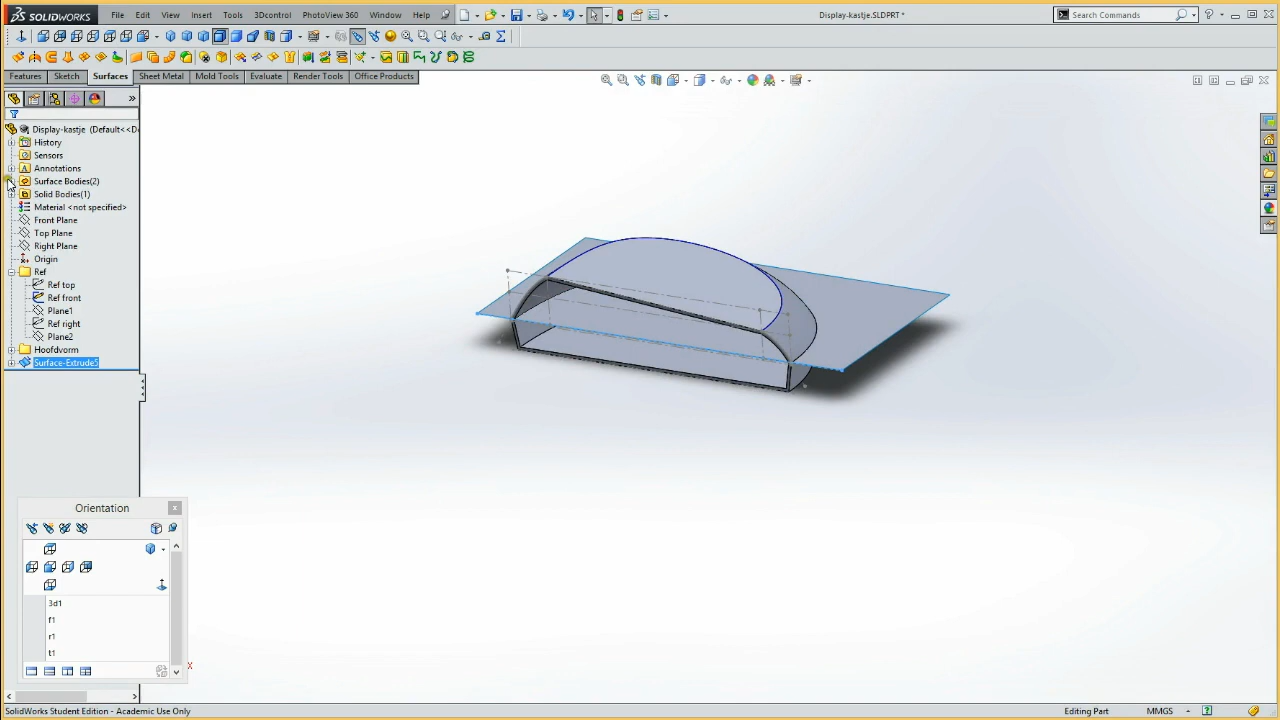 SOLIDWORKS File Edit View Insert Tools 3Dcontrol PhotoView 360 Window Help Display-kastje.SLDPRT * Search Commands
Features Sketch Surfaces Sheet Metal Mold Tools Evaluate Render Tools Office Products
»
Display-kastje (Default<<D
History
Sensors
Annotations
Surface Bodies(2)
Solid Bodies(1)
Material <not specified>
Front Plane
Top Plane
Right Plane
Origin
Ref
Ref top
Ref front
Plane1
Ref right
Plane2
Hoofdvorm
Surface-Extrude5
Orientation
3d1
f1
r1
t1
x
SolidWorks Student Edition - Academic Use Only Editing Part MMGS